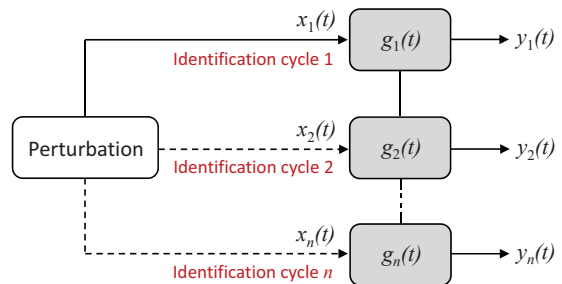 x₁(t)
g₁(t)
y₁(t)
Identification cycle 1
Perturbation
x₂(t)
g₂(t)
y₂(t)
Identification cycle 2
xₙ(t)
gₙ(t)
yₙ(t)
Identification cycle n